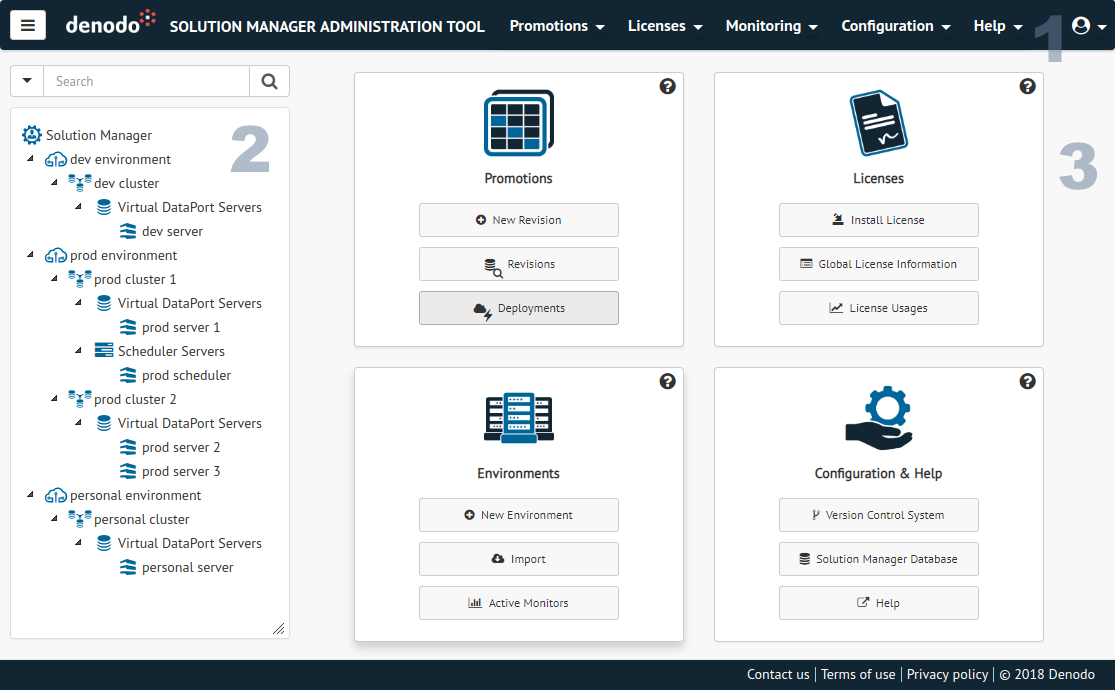 denodo SOLUTION MANAGER ADMINISTRATION TOOL Promotions Licenses Monitoring Configuration Help 1
Search
2
Solution Manager
dev environment
dev cluster
Virtual DataPort Servers
dev server
prod environment
prod cluster 1
Virtual DataPort Servers
prod server 1
Scheduler Servers
prod scheduler
prod cluster 2
Virtual DataPort Servers
prod server 2
prod server 3
personal environment
personal cluster
Virtual DataPort Servers
personal server
Promotions
New Revision
Revisions
Deployments
Licenses
Install License
Global License Information
License Usages
3
Environments
New Environment
Import
Active Monitors
Configuration & Help
Version Control System
Solution Manager Database
Help
Contact us | Terms of use | Privacy policy | © 2018 Denodo